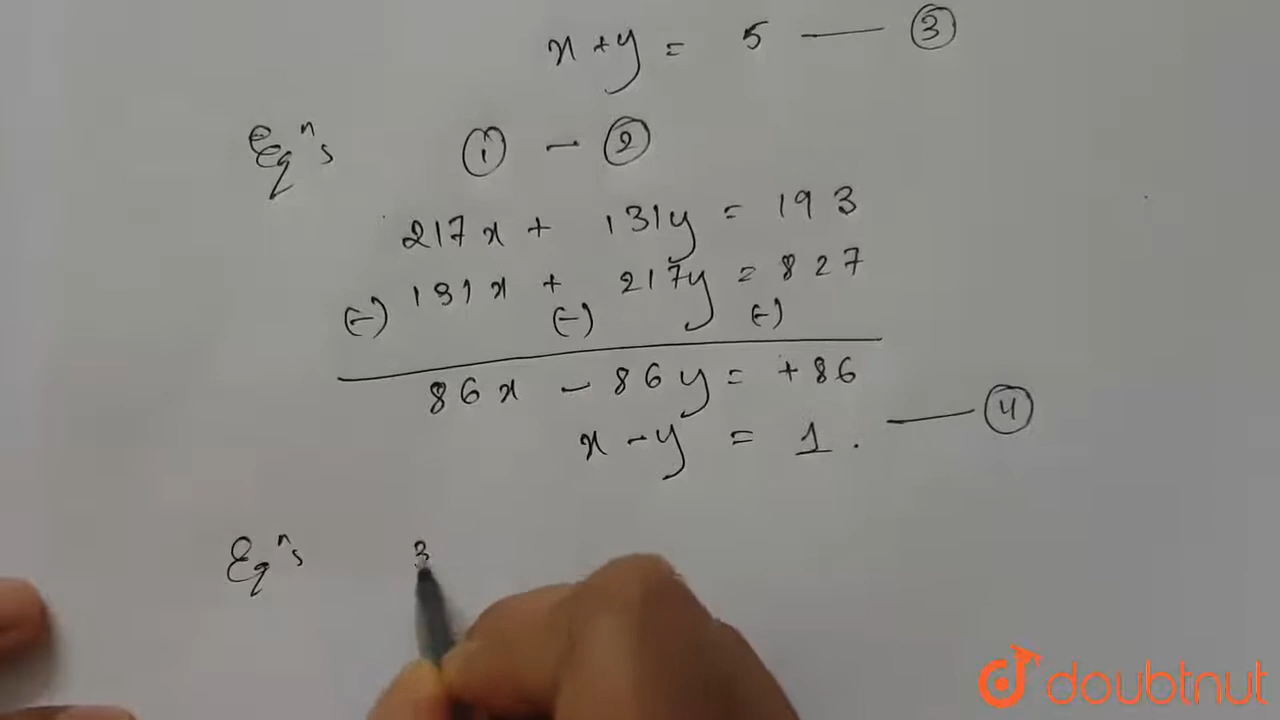 x + y = 5 — ③
Eqⁿs ① – ②
217x + 131y = 193
131x + 217y = 827
(–) (–) (–)
86x – 86y = +86
x – y = 1. — ④
Eqⁿs 3
doubtnut